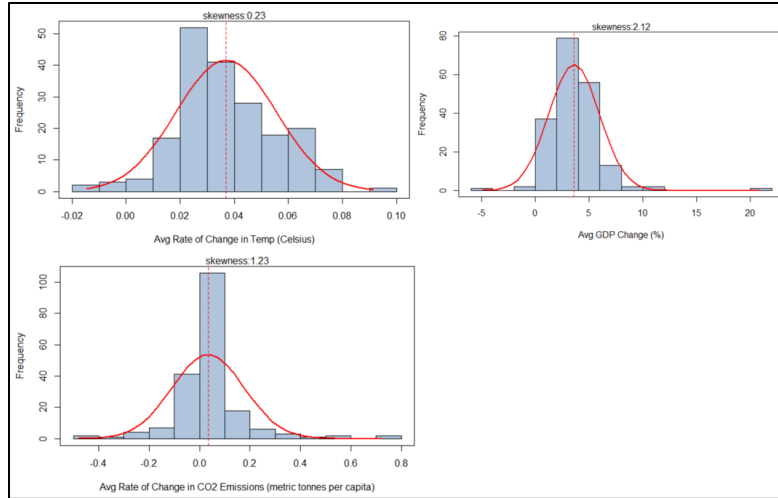 skewness:0.23
Frequency
50
40
30
20
10
0
-0.02 0.00 0.02 0.04 0.06 0.08 0.10
Avg Rate of Change in Temp (Celsius)
skewness:2.12
Frequency
80
60
40
20
0
-5 0 5 10 15 20
Avg GDP Change (%)
skewness:1.23
Frequency
100
80
60
40
20
0
-0.4 -0.2 0.0 0.2 0.4 0.6 0.8
Avg Rate of Change in CO2 Emissions (metric tonnes per capita)